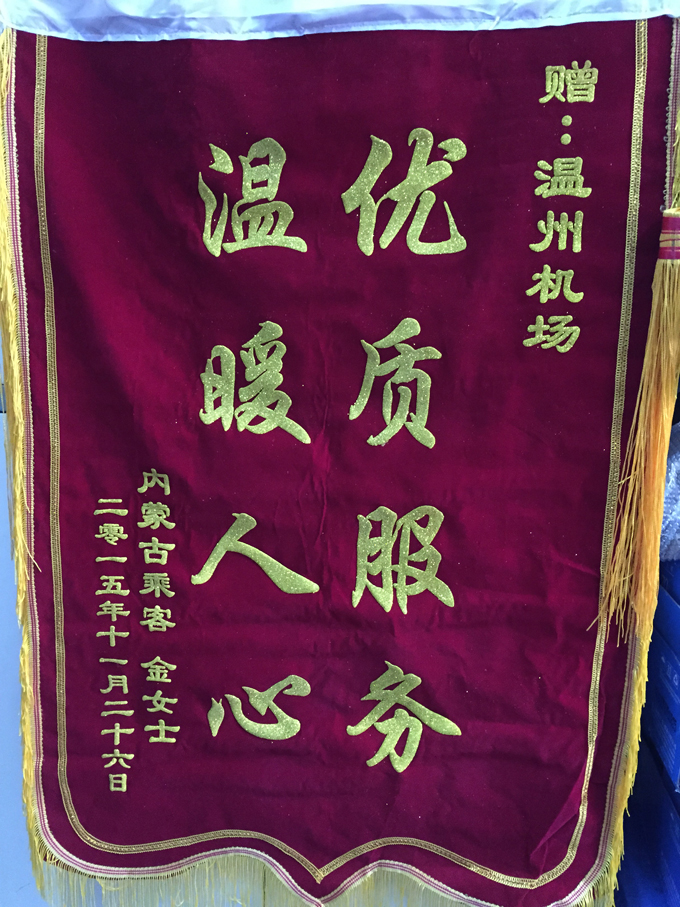 赠：温州机场
优质服务
温暖人心
内蒙古乘客 金女士
二零一五年十一月二十六日